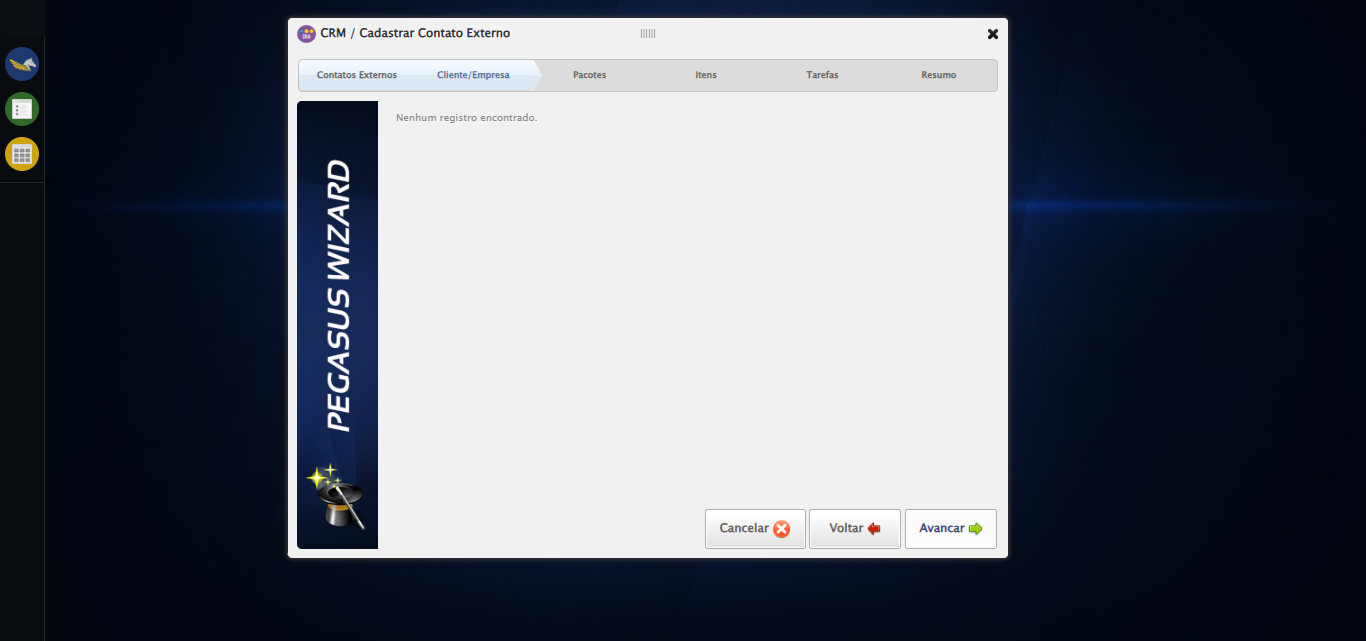 CRM / Cadastrar Contato Externo
Contatos Externos Cliente/Empresa Pacotes Itens Tarefas Resumo
Nenhum registro encontrado.
PEGASUS WIZARD
Cancelar Voltar Avancar